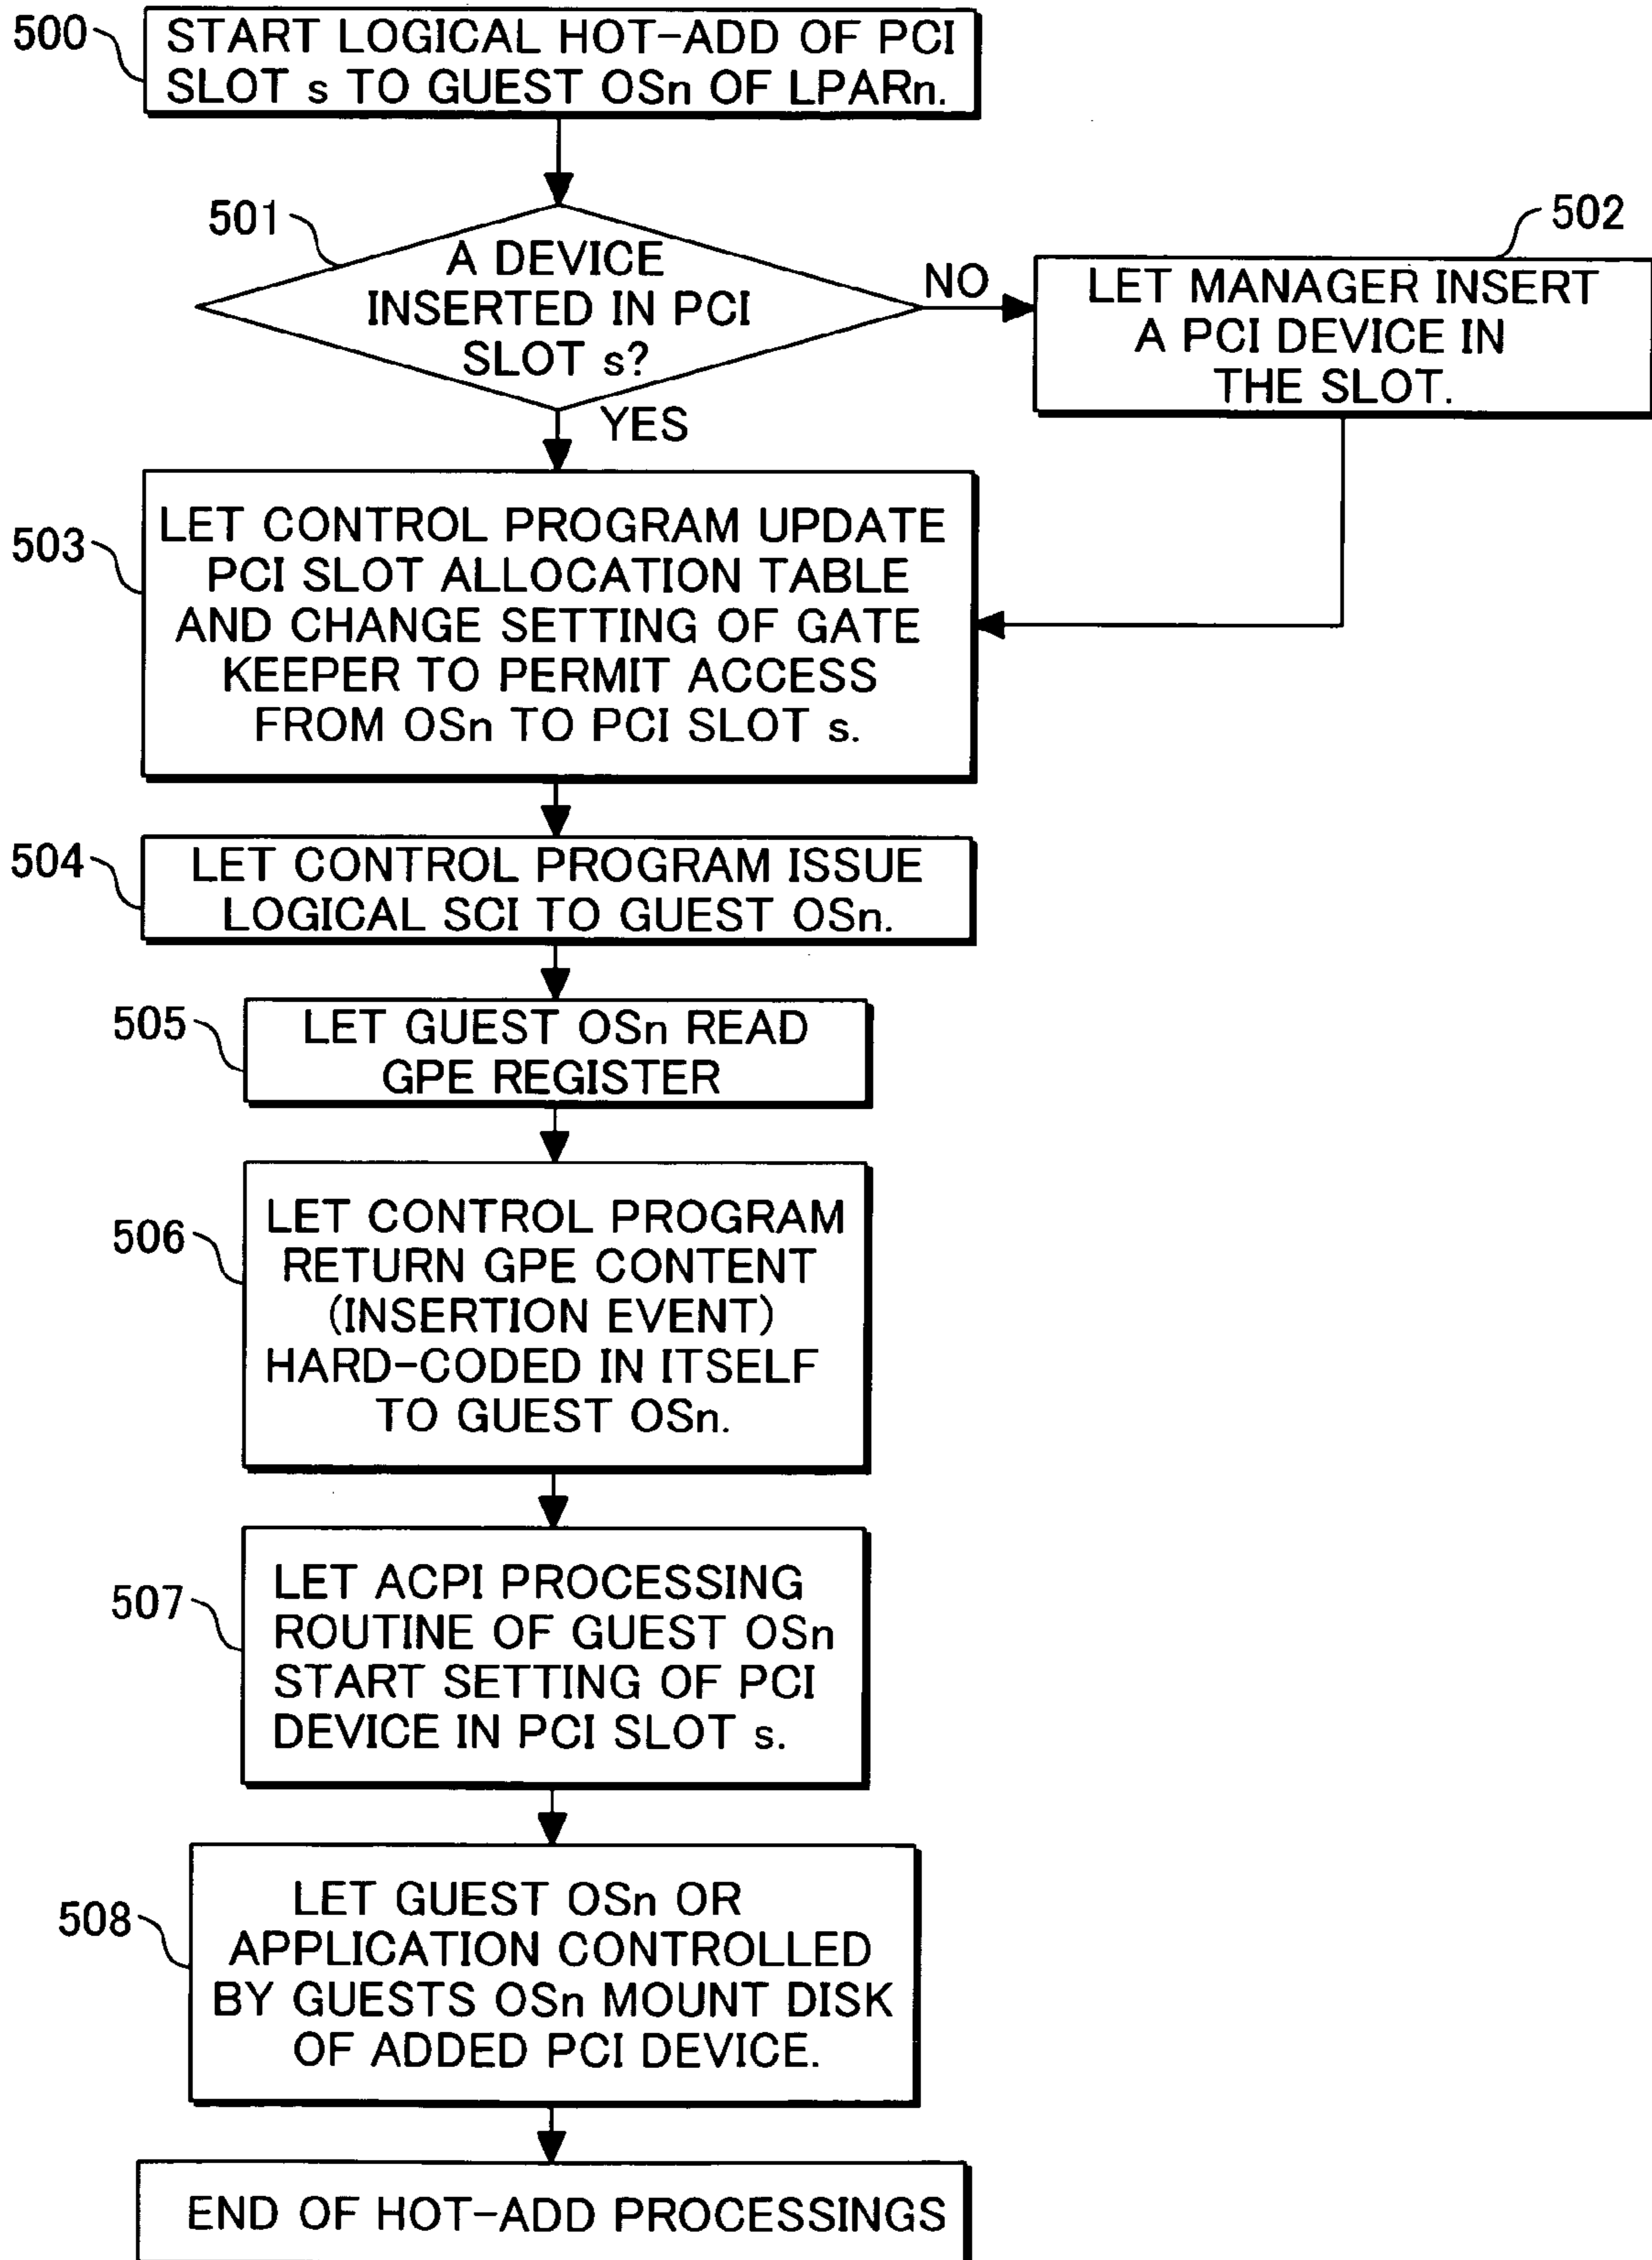 500
START LOGICAL HOT-ADD OF PCI
SLOT s TO GUEST OSn OF LPARn.
501
A DEVICE
INSERTED IN PCI
SLOT s?
NO
502
LET MANAGER INSERT
A PCI DEVICE IN
THE SLOT.
YES
503
LET CONTROL PROGRAM UPDATE
PCI SLOT ALLOCATION TABLE
AND CHANGE SETTING OF GATE
KEEPER TO PERMIT ACCESS
FROM OSn TO PCI SLOT s.
504
LET CONTROL PROGRAM ISSUE
LOGICAL SCI TO GUEST OSn.
505
LET GUEST OSn READ
GPE REGISTER
506
LET CONTROL PROGRAM
RETURN GPE CONTENT
(INSERTION EVENT)
HARD-CODED IN ITSELF
TO GUEST OSn.
507
LET ACPI PROCESSING
ROUTINE OF GUEST OSn
START SETTING OF PCI
DEVICE IN PCI SLOT s.
508
LET GUEST OSn OR
APPLICATION CONTROLLED
BY GUESTS OSn MOUNT DISK
OF ADDED PCI DEVICE.
END OF HOT-ADD PROCESSINGS